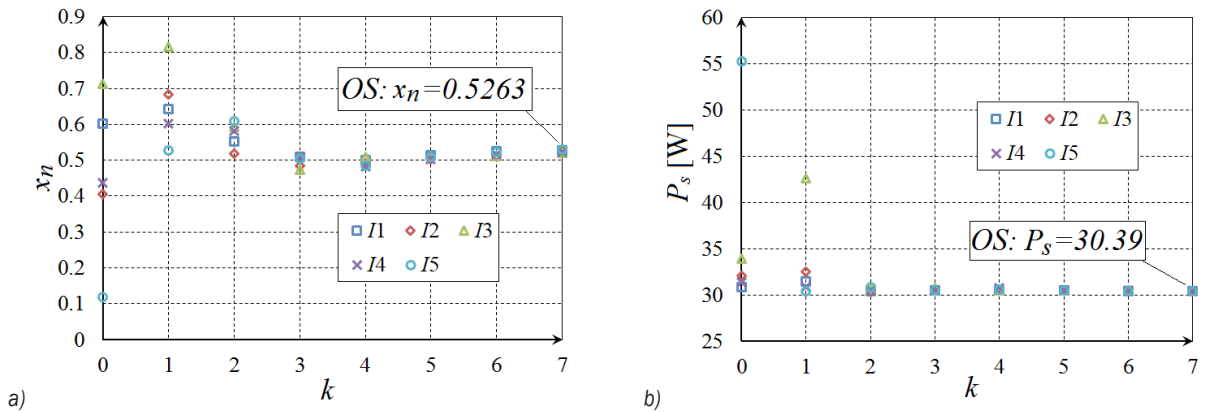 0.9
0.8
0.7
0.6
0.5
0.4
0.3
0.2
0.1
0
xn
OS: xn=0.5263
I1 I2 I3
I4 I5
0 1 2 3 4 5 6 7
k
a)
60
55
50
45
40
35
30
25
Ps [W]
I1 I2 I3
I4 I5
OS: Ps=30.39
0 1 2 3 4 5 6 7
k
b)